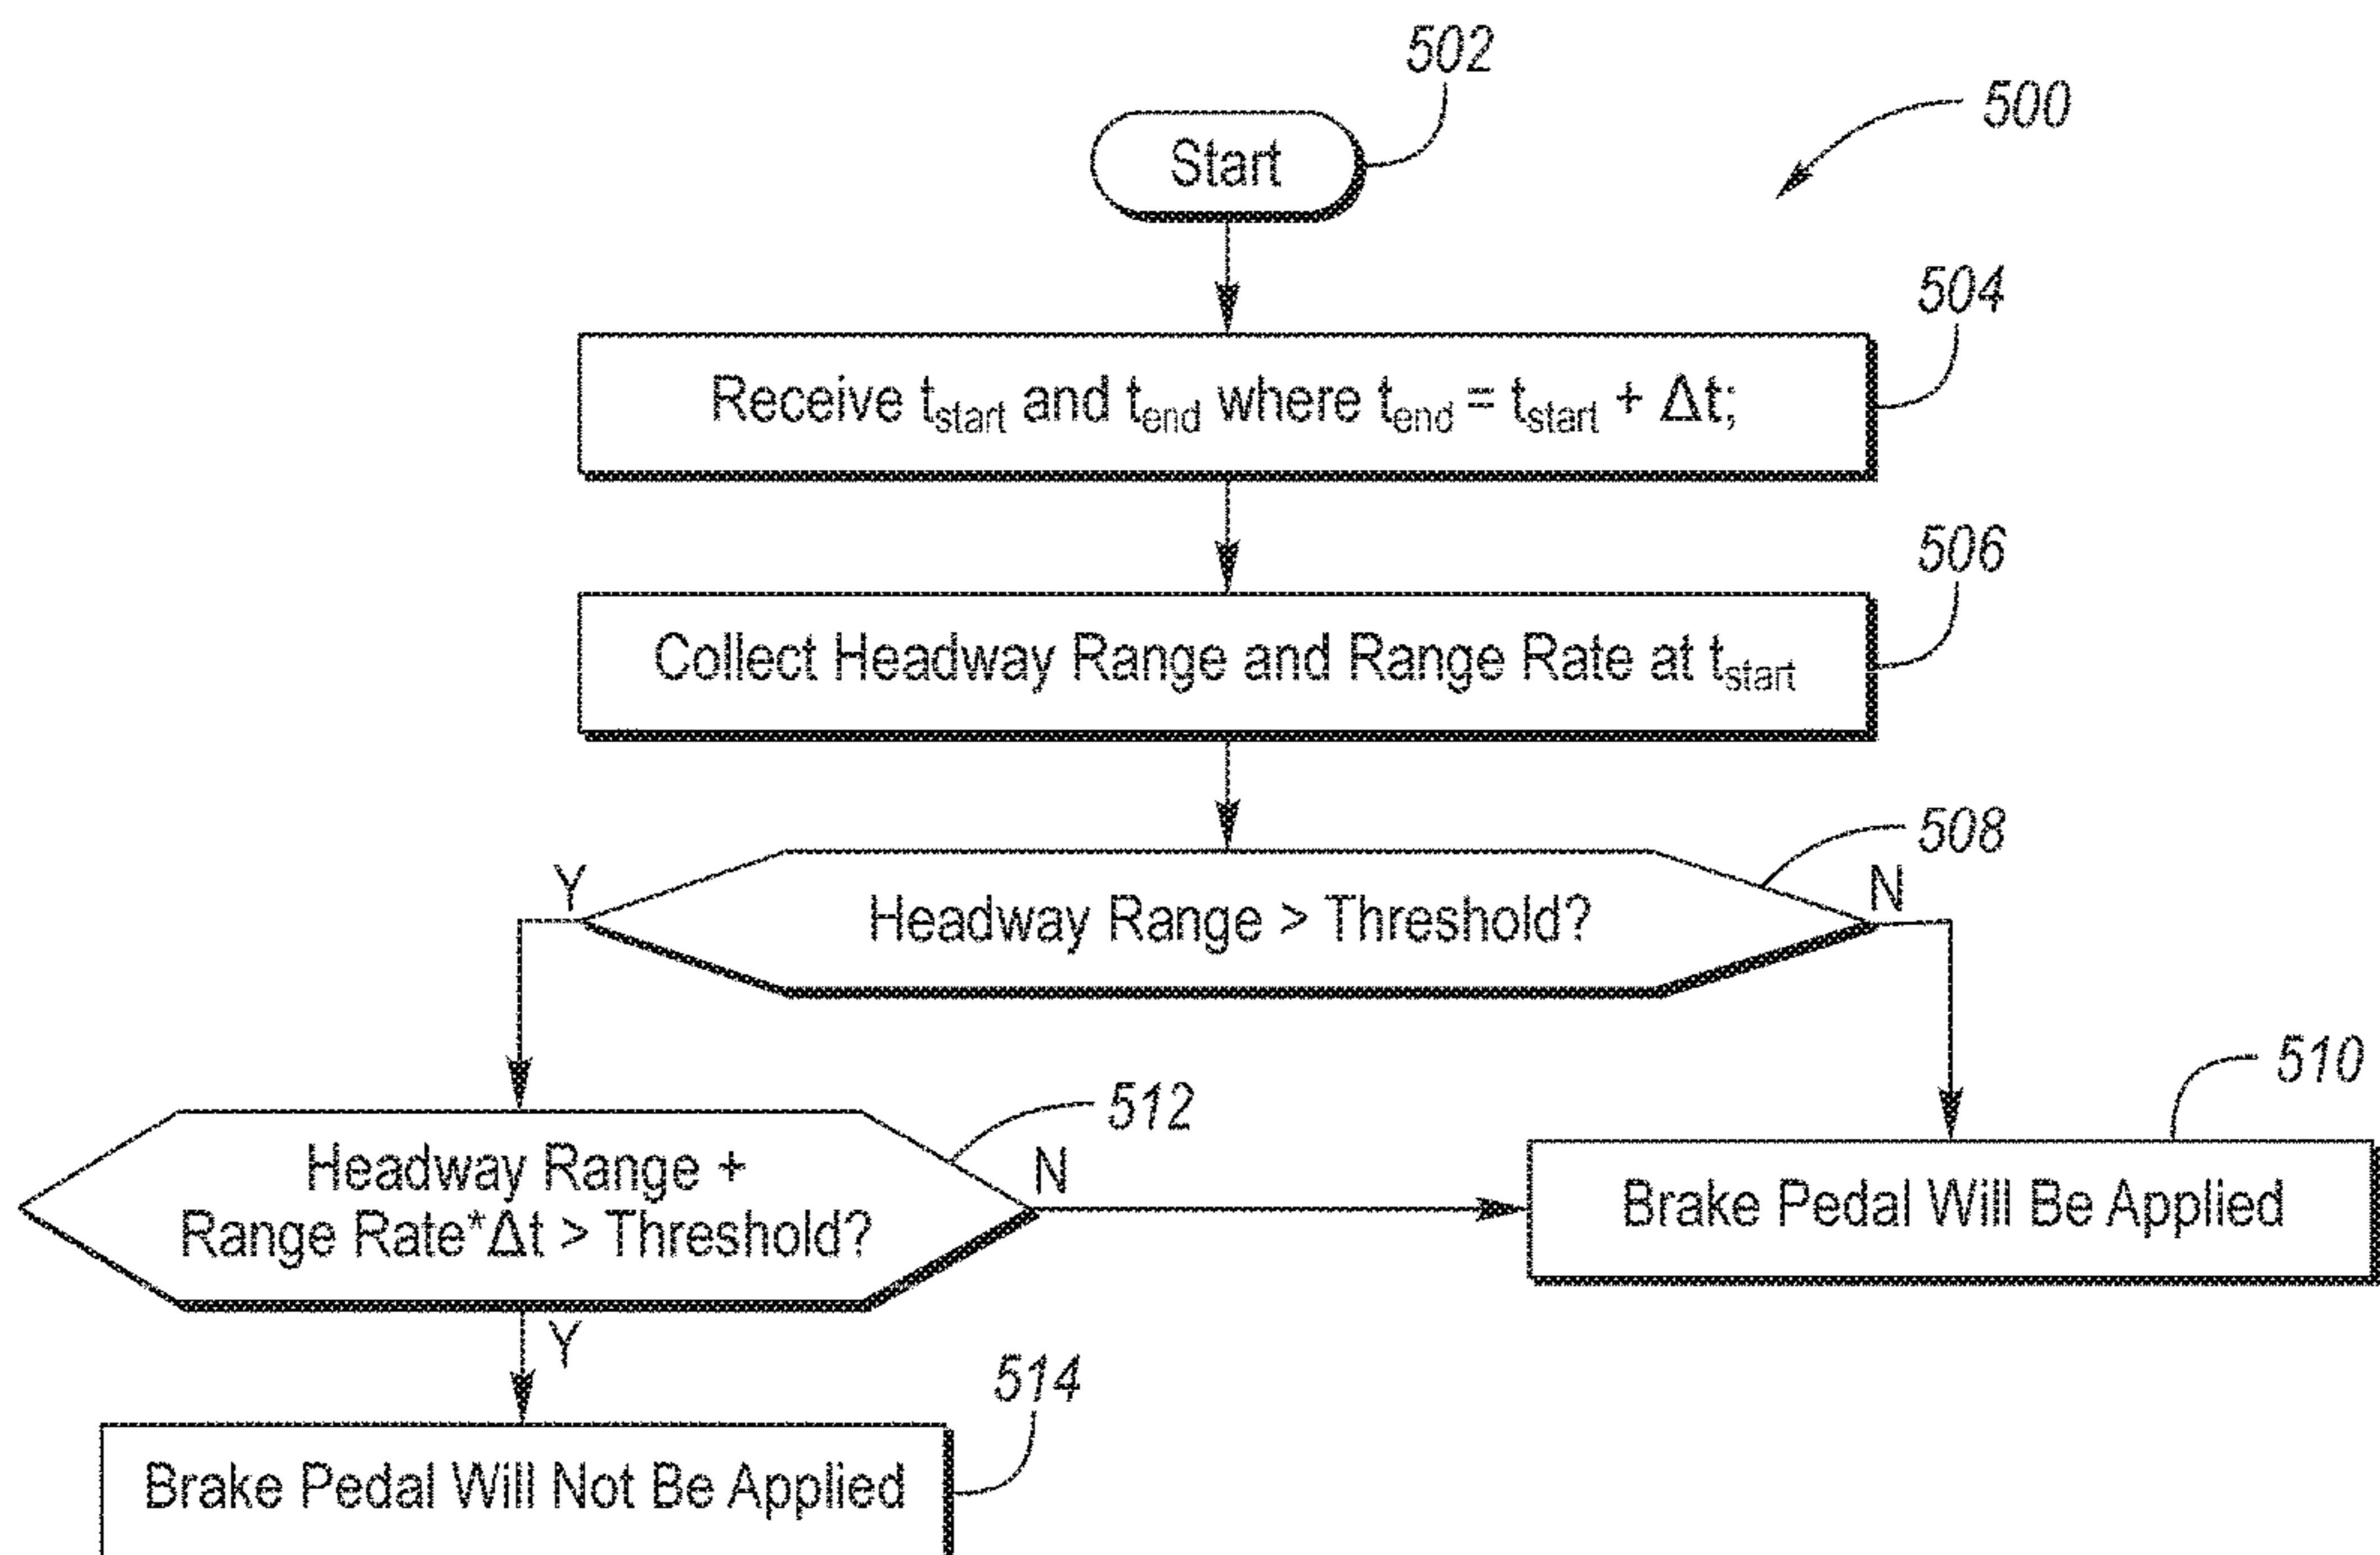 502
500
Start
504
Receive tstart and tend where tend = tstart + Δt;
506
Collect Headway Range and Range Rate at tstart
508
Y
N
Headway Range > Threshold?
510
512
Headway Range +
N
Range Rate*Δt > Threshold?
Brake Pedal Will Be Applied
Y
514
Brake Pedal Will Not Be Applied